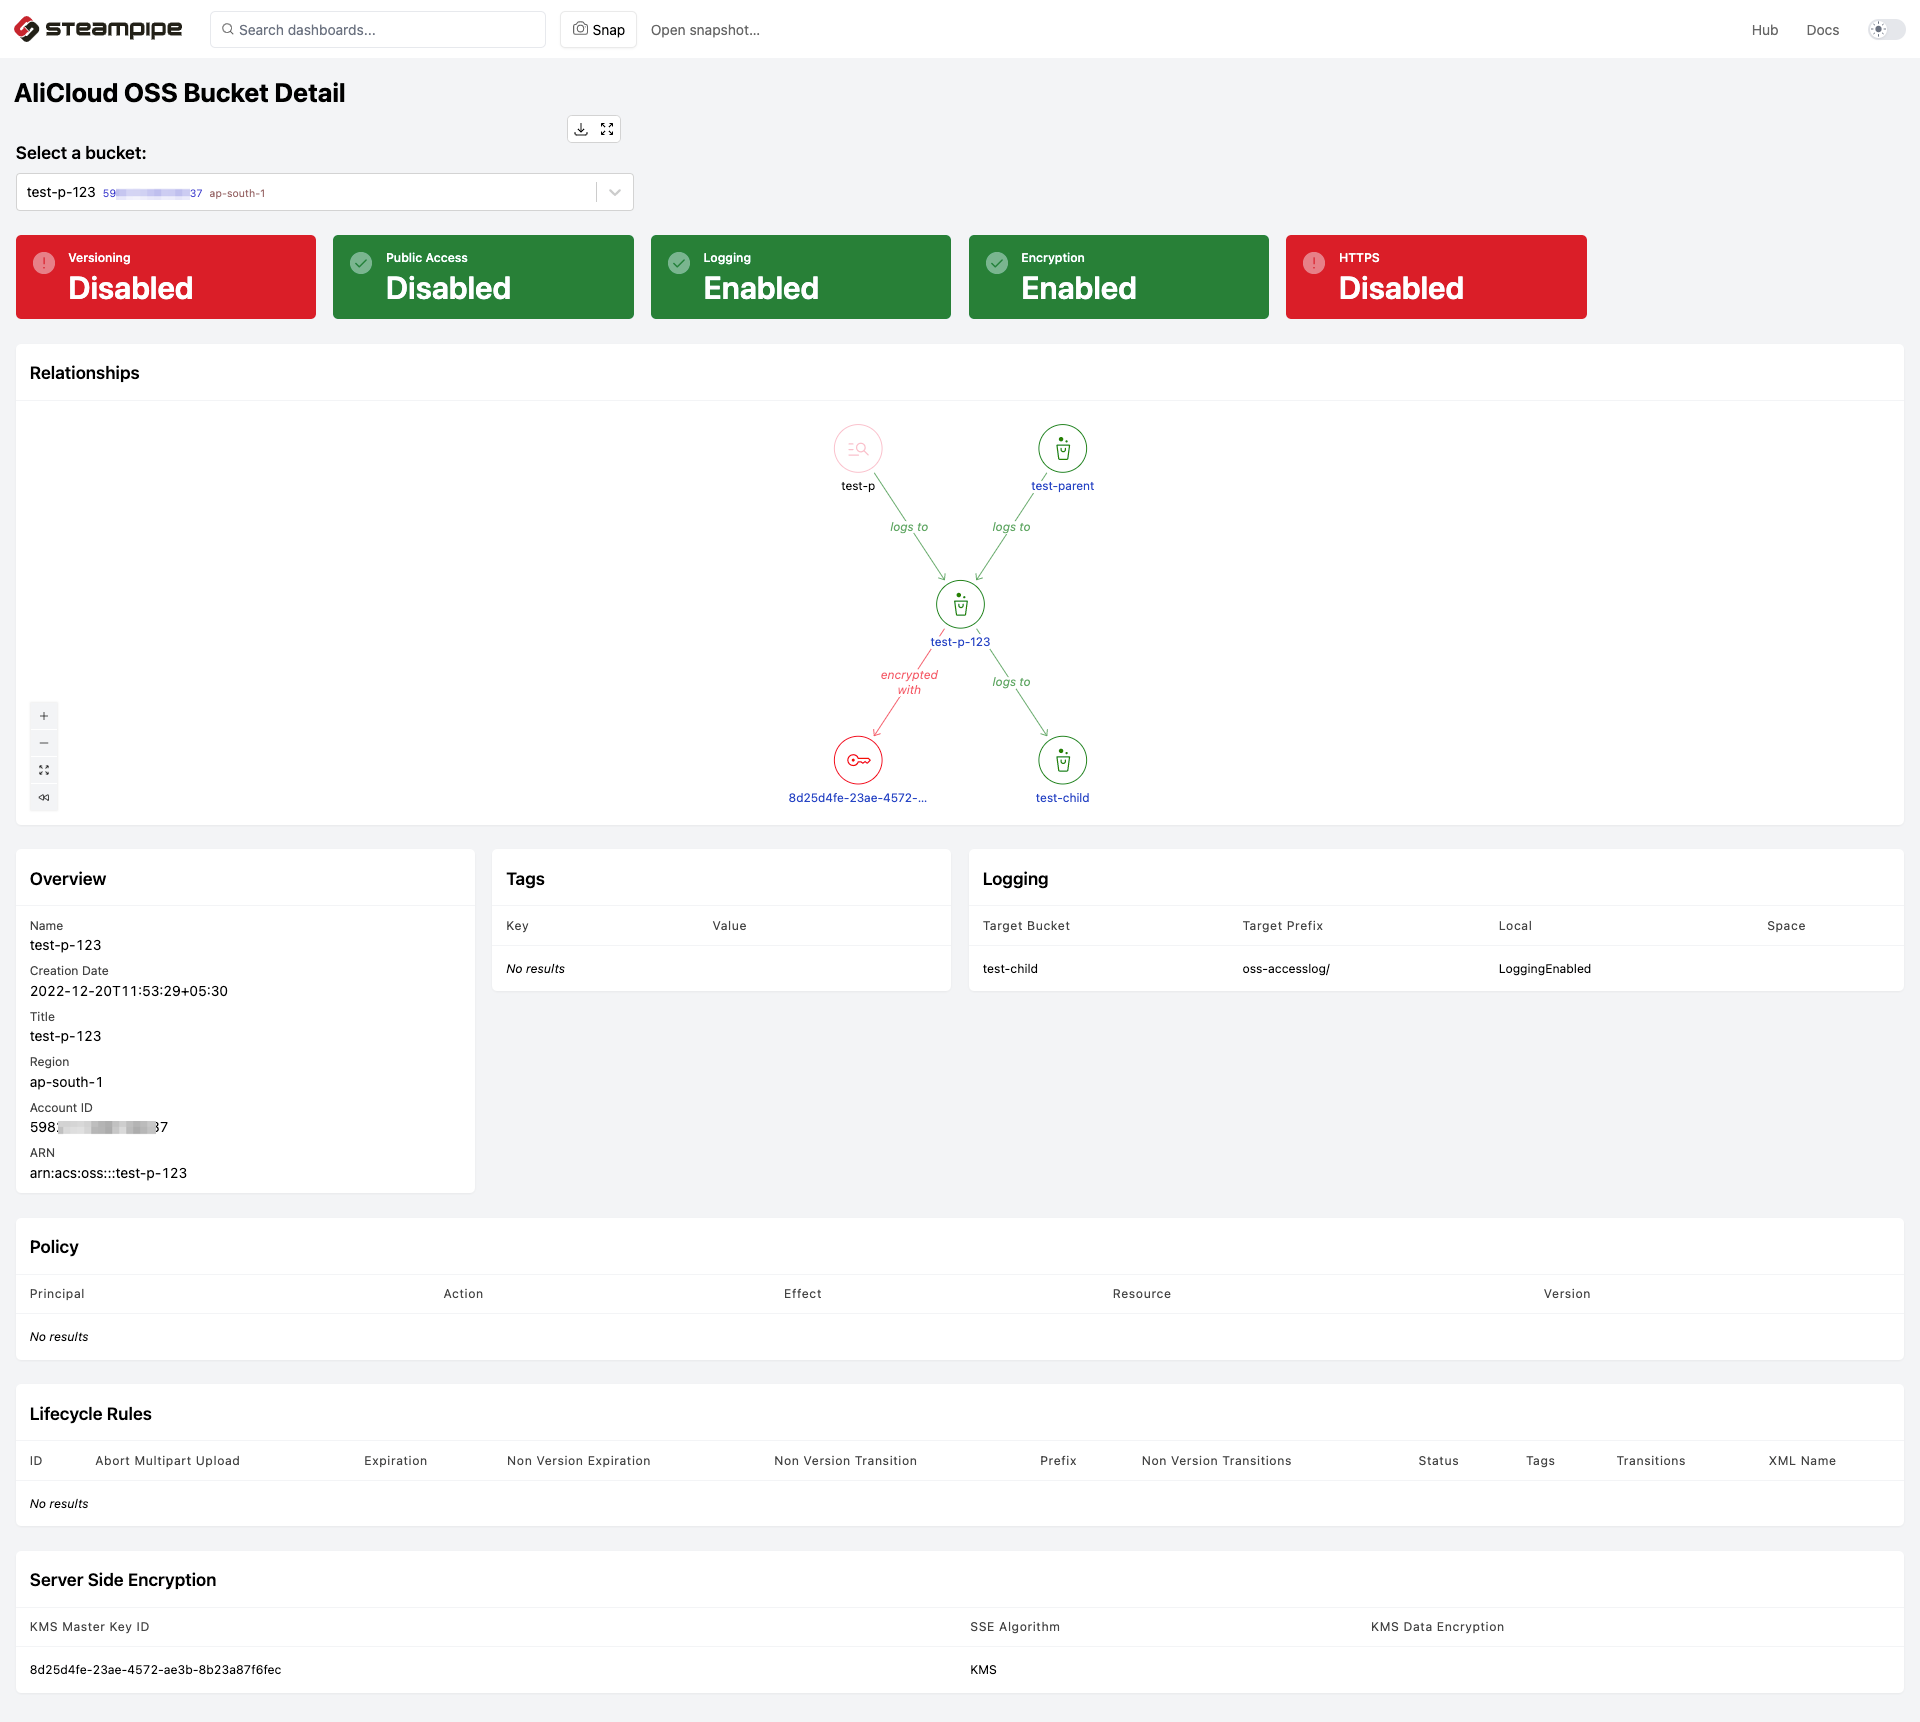 steampipe
Search dashboards...
Snap
Open snapshot...
Hub
Docs
AliCloud OSS Bucket Detail
Select a bucket:
test-p-123 59 37 ap-south-1
Versioning
Disabled
Public Access
Disabled
Logging
Enabled
Encryption
Enabled
HTTPS
Disabled
Relationships
test-p
test-parent
logs to
logs to
test-p-123
encrypted
with
logs to
8d25d4fe-23ae-4572-...
test-child
Overview
Name
test-p-123
Creation Date
2022-12-20T11:53:29+05:30
Title
test-p-123
Region
ap-south-1
Account ID
598 37
ARN
arn:acs:oss:::test-p-123
Tags
Key Value
No results
Logging
Target Bucket Target Prefix Local Space
test-child oss-accesslog/ LoggingEnabled
Policy
Principal Action Effect Resource Version
No results
Lifecycle Rules
ID Abort Multipart Upload Expiration Non Version Expiration Non Version Transition Prefix Non Version Transitions Status Tags Transitions XML Name
No results
Server Side Encryption
KMS Master Key ID SSE Algorithm KMS Data Encryption
8d25d4fe-23ae-4572-ae3b-8b23a87f6fec KMS